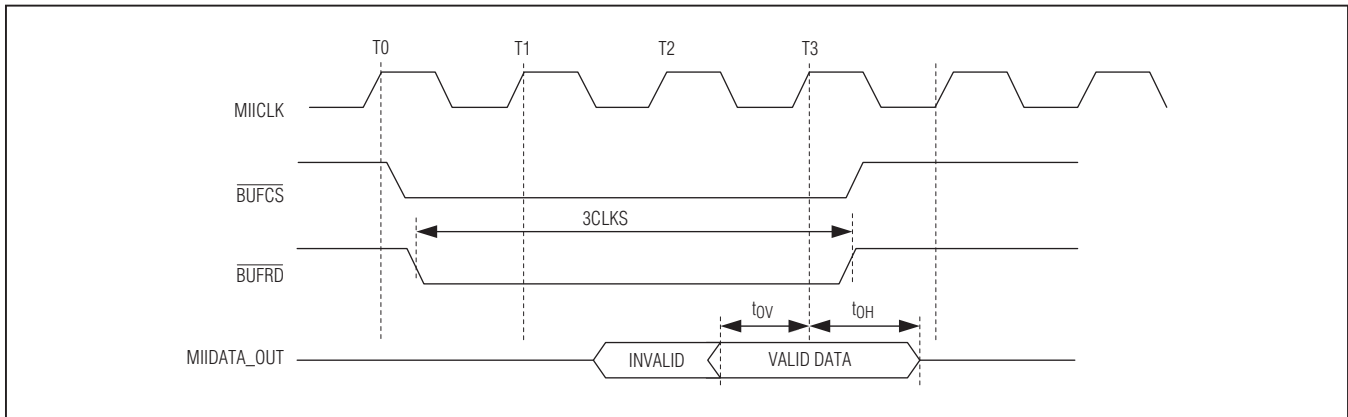 T0 T1 T2 T3
MIICLK
BUFCS
3CLKS
BUFRD
tOV tOH
MIIDATA_OUT INVALID VALID DATA